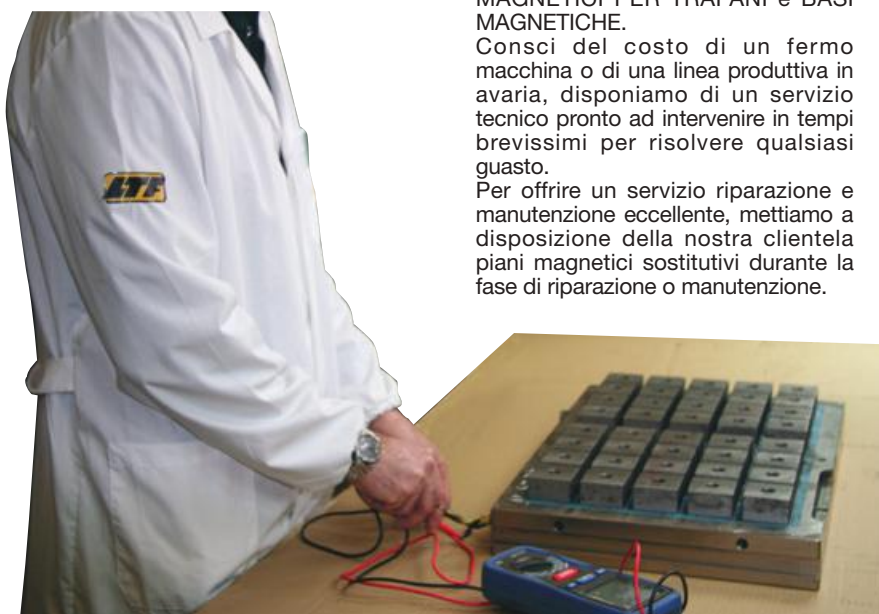 MAGNETICI PER TRAPANI e BASI
MAGNETICHE.
Consci del costo di un fermo
macchina o di una linea produttiva in
avaria, disponiamo di un servizio
tecnico pronto ad intervenire in tempi
brevissimi per risolvere qualsiasi
guasto.
Per offrire un servizio riparazione e
manutenzione eccellente, mettiamo a
disposizione della nostra clientela
piani magnetici sostitutivi durante la
fase di riparazione o manutenzione.
LTF